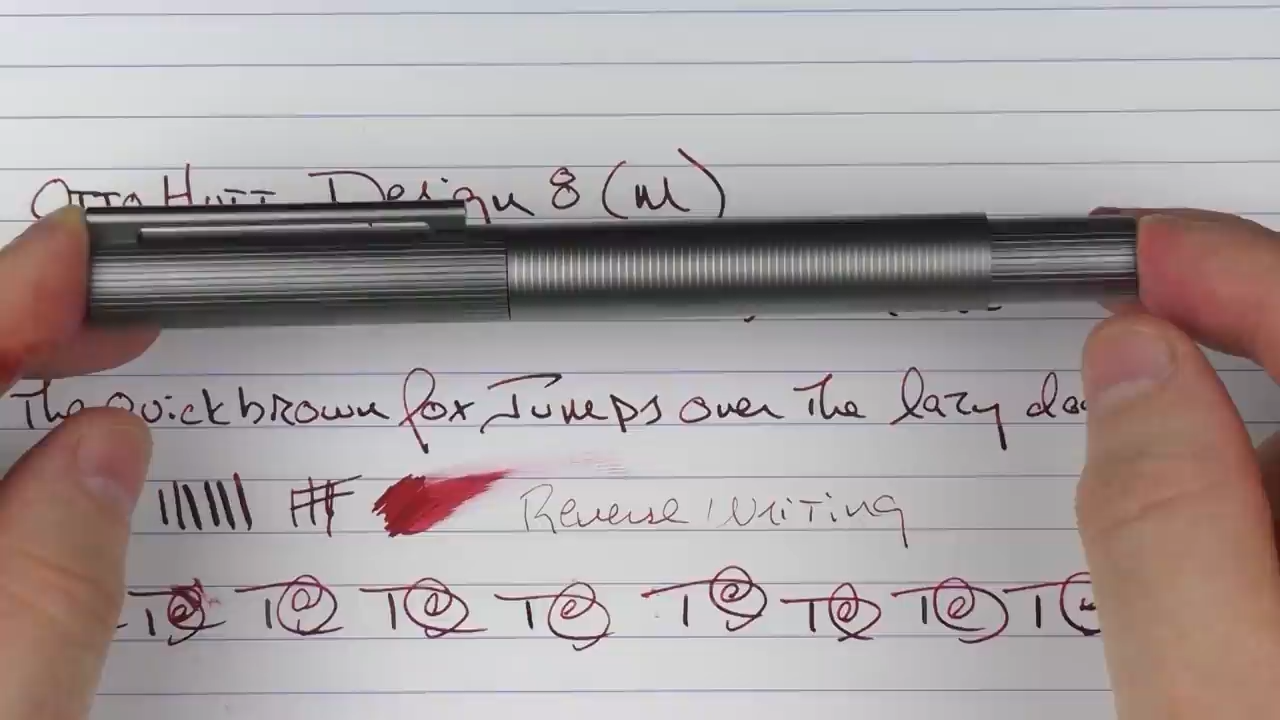 Otto Hutt Design 8 (M)
The Quick brown fox Jumps over The lazy
Reverse Writing